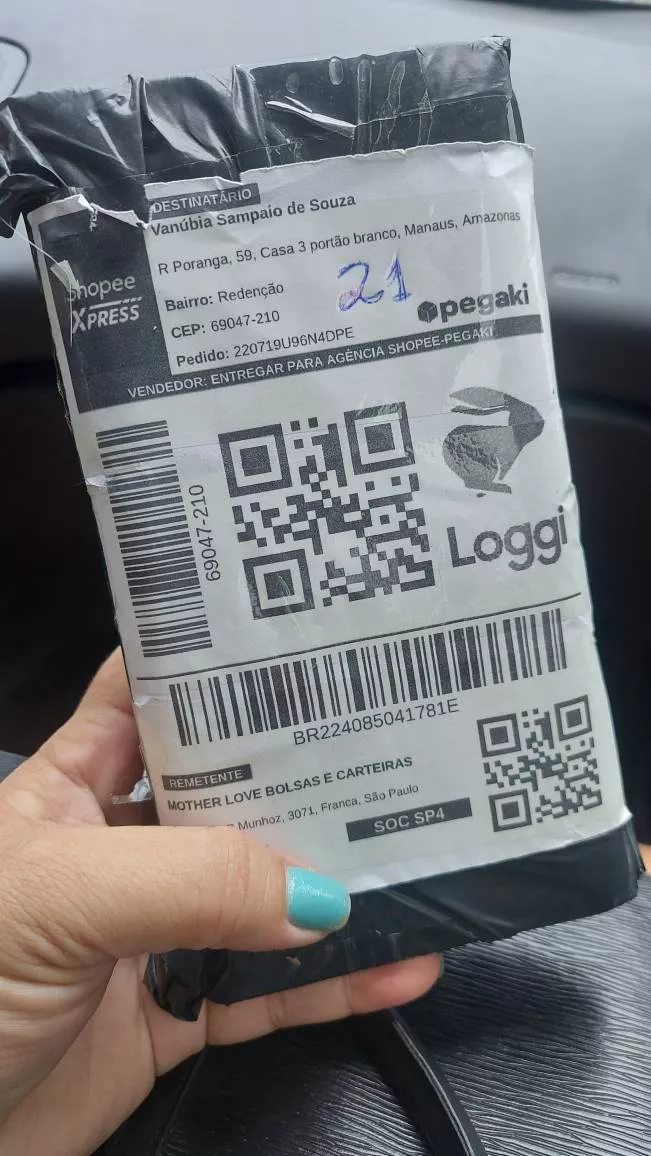 DESTINATÁRIO
Vanúbia Sampaio de Souza
R Poranga, 59, Casa 3 portão branco, Manaus, Amazonas
Bairro: Redenção
CEP: 69047-210
Pedido: 220719U96N4DPE
21
pegaki
Shopee
XPRESS
VENDEDOR: ENTREGAR PARA AGÊNCIA SHOPEE-PEGAKI
69047-210
Loggi
BR224085041781E
REMETENTE
MOTHER LOVE BOLSAS E CARTEIRAS
Munhoz, 3071, Franca, São Paulo
SOC SP4